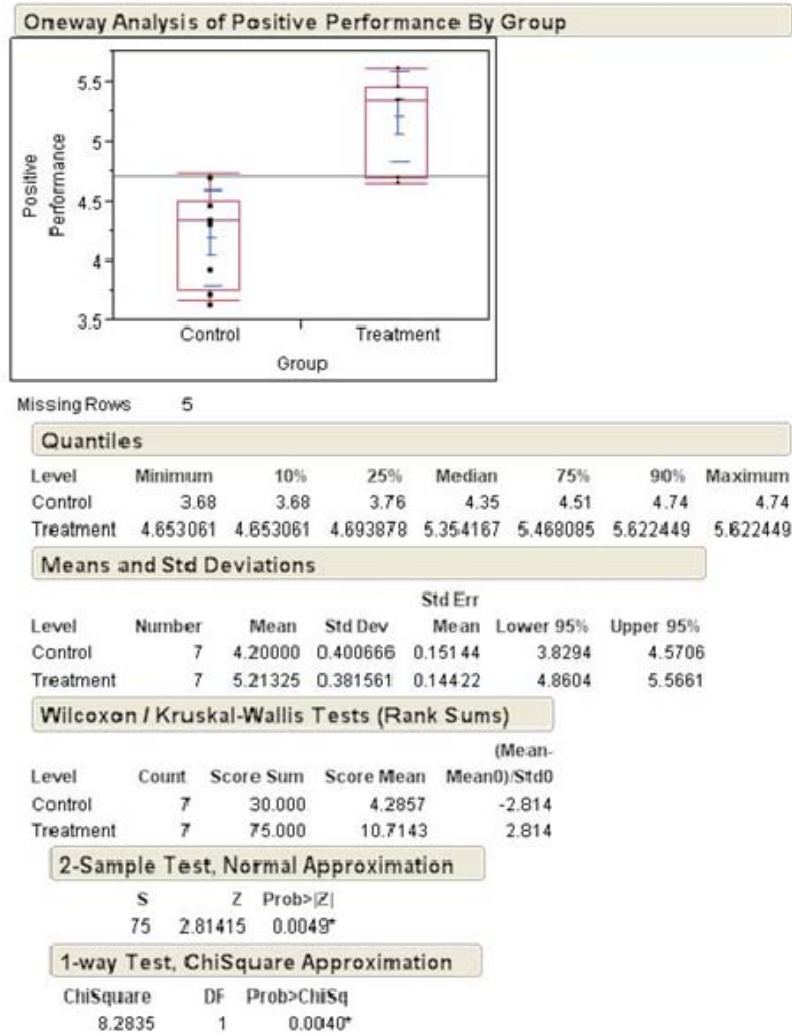 Oneway Analysis of Positive Performance By Group
5.5
5
4.5
4
3.5
Positive
Performance
Control Treatment
Group
Missing Rows 5
Quantiles
Level Minimum 10% 25% Median 75% 90% Maximum
Control 3.68 3.68 3.76 4.35 4.51 4.74 4.74
Treatment 4.653061 4.653061 4.693878 5.354167 5.468085 5.622449 5.622449
Means and Std Deviations
Std Err
Level Number Mean Std Dev Mean Lower 95% Upper 95%
Control 7 4.20000 0.400666 0.15144 3.8294 4.5706
Treatment 7 5.21325 0.381561 0.14422 4.8604 5.5661
Wilcoxon / Kruskal-Wallis Tests (Rank Sums)
(Mean-
Level Count Score Sum Score Mean Mean0)/Std0
Control 7 30.000 4.2857 -2.814
Treatment 7 75.000 10.7143 2.814
2-Sample Test, Normal Approximation
S Z Prob>|Z|
75 2.81415 0.0049*
1-way Test, ChiSquare Approximation
ChiSquare DF Prob>ChiSq
8.2835 1 0.0040*